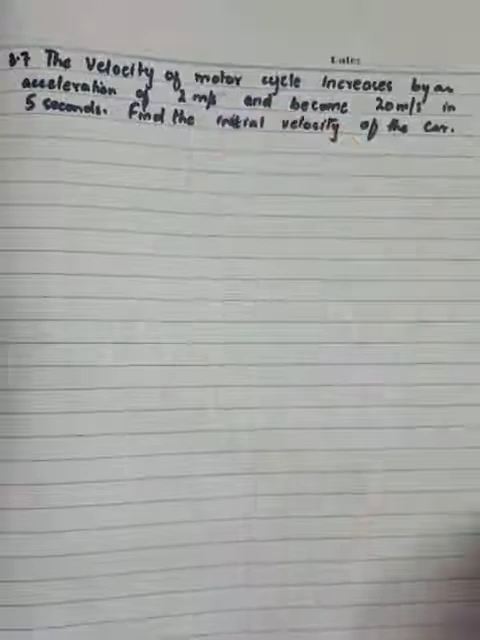 Date:
Q.7 The Velocity of motor cycle Increases by an
acceleration of 2 m/s and become 20 m/s in
5 seconds. Find the initial velocity of the car.